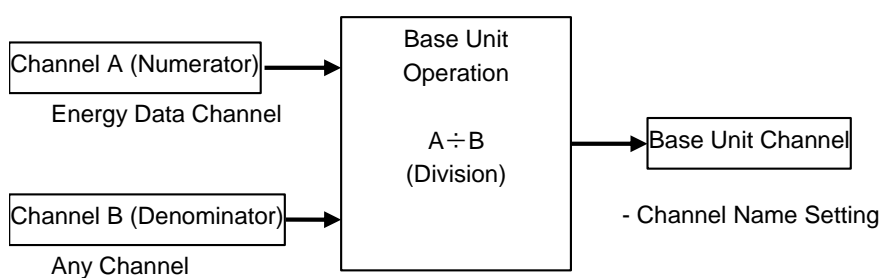 Channel A (Numerator)
Energy Data Channel
Channel B (Denominator)
Any Channel
Base Unit
Operation
A÷B
(Division)
Base Unit Channel
- Channel Name Setting